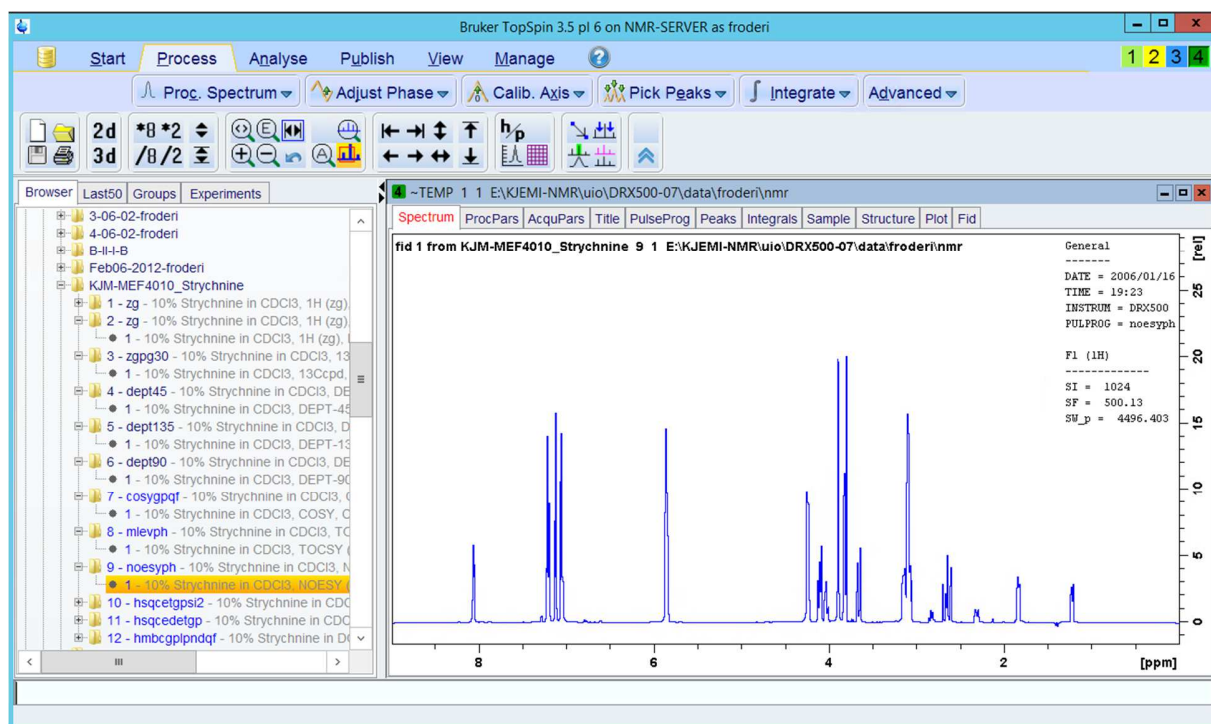 Bruker TopSpin 3.5 pl 6 on NMR-SERVER as froderi
Start Process Analyse Publish View Manage ? 1 2 3 4
Proc. Spectrum Adjust Phase Calib. Axis Pick Peaks Integrate Advanced
2d *8 *2 E h/p
3d /8 /2 A
Browser Last50 Groups Experiments
3-06-02-froderi
4-06-02-froderi
B-II-I-B
Feb06-2012-froderi
KJM-MEF4010_Strychnine
1 - zg - 10% Strychnine in CDCl3, 1H (zg),
2 - zg - 10% Strychnine in CDCl3, 1H (zg),
1 - 10% Strychnine in CDCl3, 1H (zg),
3 - zgpg30 - 10% Strychnine in CDCl3, 13
1 - 10% Strychnine in CDCl3, 13Ccpd,
4 - dept45 - 10% Strychnine in CDCl3, DE
1 - 10% Strychnine in CDCl3, DEPT-45
5 - dept135 - 10% Strychnine in CDCl3, D
1 - 10% Strychnine in CDCl3, DEPT-13
6 - dept90 - 10% Strychnine in CDCl3, DE
1 - 10% Strychnine in CDCl3, DEPT-90
7 - cosygpqf - 10% Strychnine in CDCl3, C
1 - 10% Strychnine in CDCl3, COSY, C
8 - mlevph - 10% Strychnine in CDCl3, TC
1 - 10% Strychnine in CDCl3, TOCSY (
9 - noesyph - 10% Strychnine in CDCl3, N
1 - 10% Strychnine in CDCl3, NOESY (
10 - hsqcetgpsi2 - 10% Strychnine in CDC
11 - hsqcedetgp - 10% Strychnine in CDC
12 - hmbcgplpndqf - 10% Strychnine in D
4 ~TEMP 1 1 E:\KJEMI-NMR\uio\DRX500-07\data\froderi\nmr
Spectrum ProcPars AcquPars Title PulseProg Peaks Integrals Sample Structure Plot Fid
fid 1 from KJM-MEF4010_Strychnine 9 1 E:\KJEMI-NMR\uio\DRX500-07\data\froderi\nmr
General
-------
DATE = 2006/01/16
TIME = 19:23
INSTRUM = DRX500
PULPROG = noesyph
F1 (1H)
-------------
SI = 1024
SF = 500.13
SW_p = 4496.403
[rel]
25
20
15
10
5
0
8 6 4 2 [ppm]